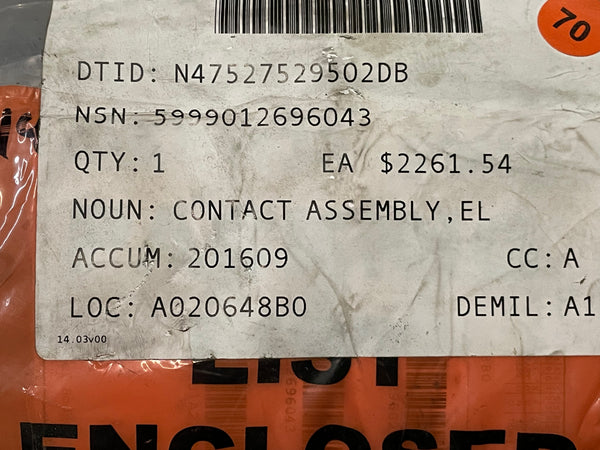 70
DTID: N47527529502DB
NSN: 5999012696043
QTY: 1 EA $2261.54
NOUN: CONTACT ASSEMBLY,EL
ACCUM: 201609 CC: A
LOC: A020648B0 DEMIL: A1
14.03v00
LIST
ENCLOSED